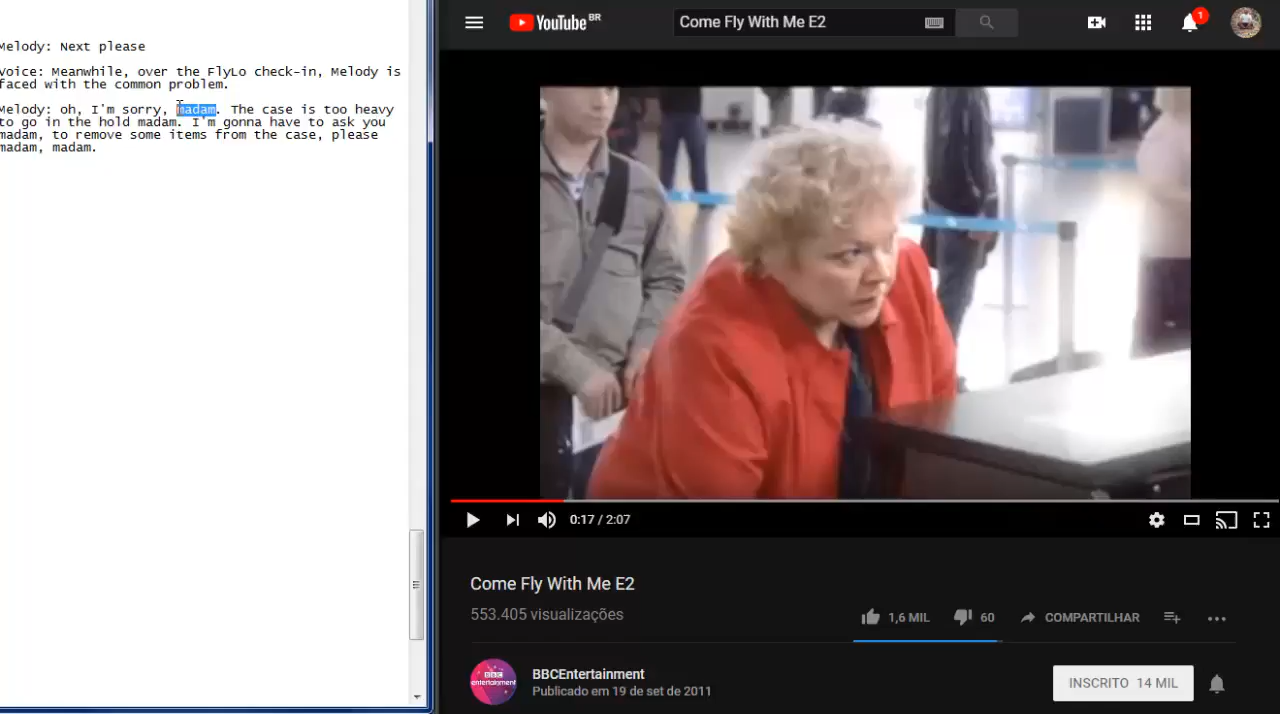 Melody: Next please
Voice: Meanwhile, over the FlyLo check-in, Melody is
faced with the common problem.
Melody: oh, I'm sorry, madam. The case is too heavy
to go in the hold madam. I'm gonna have to ask you
madam, to remove some items from the case, please
madam, madam.
YouTube BR
Come Fly With Me E2
1
0:17 / 2:07
Come Fly With Me E2
553.405 visualizações
1,6 MIL
60
COMPARTILHAR
BBC
entertainment
BBCEntertainment
Publicado em 19 de set de 2011
INSCRITO 14 MIL